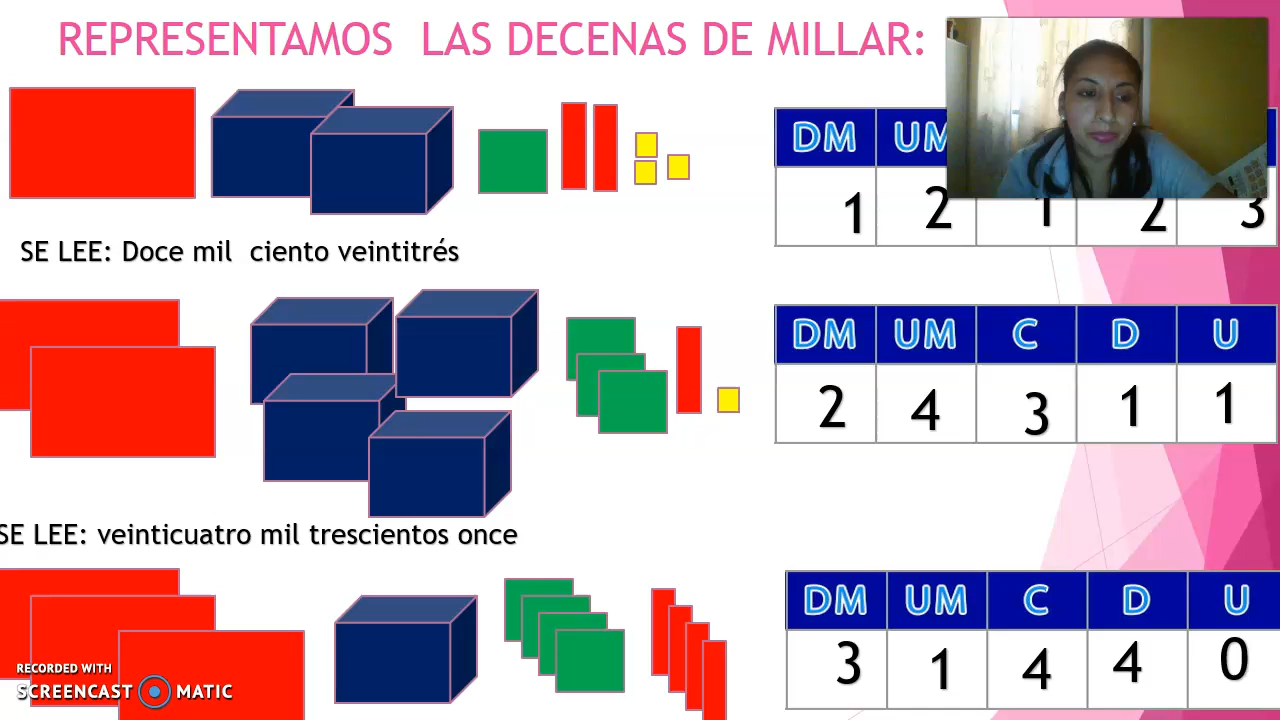 REPRESENTAMOS LAS DECENAS DE MILLAR:
DM UM
1 2 1 2 3
SE LEE: Doce mil ciento veintitrés
DM UM C D U
2 4 3 1 1
SE LEE: veinticuatro mil trescientos once
DM UM C D U
3 1 4 4 0
RECORDED WITH
SCREENCAST MATIC